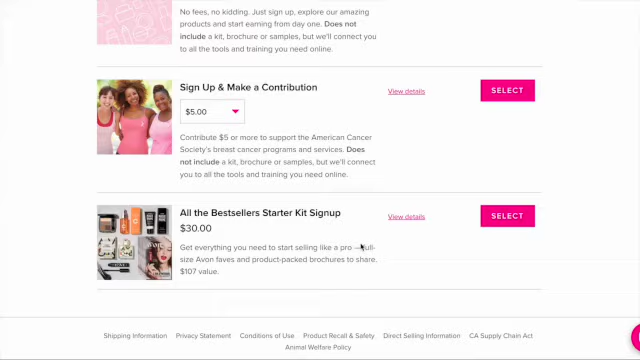 No fees, no kidding. Just sign up, explore our amazing
products and start earning from day one. Does not
include a kit, brochure or samples, but we'll connect you
to all the tools and training you need online.
Sign Up & Make a Contribution
View details
SELECT
$5.00
Contribute $5 or more to support the American Cancer
Society's breast cancer programs and services. Does
not include a kit, brochure or samples, but we'll connect
you to all the tools and training you need online.
All the Bestsellers Starter Kit Signup
View details
SELECT
$30.00
Get everything you need to start selling like a pro —full-
size Avon faves and product-packed brochures to share.
$107 value.
Shipping Information Privacy Statement Conditions of Use Product Recall & Safety Direct Selling Information CA Supply Chain Act
Animal Welfare Policy